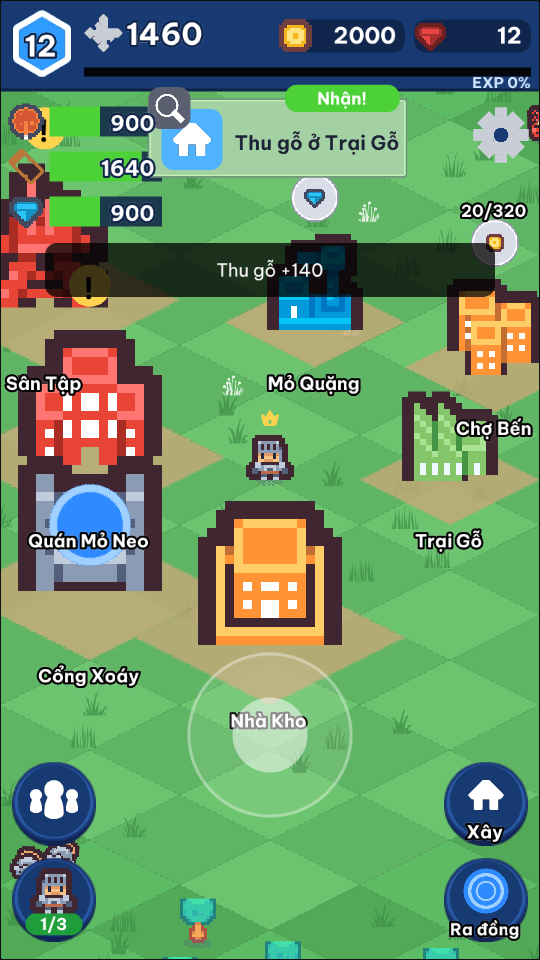 12
1460
2000
12
EXP 0%
Nhận!
Thu gỗ ở Trại Gỗ
900
1640
900
20/320
Thu gỗ +140
Sân Tập
Mỏ Quặng
Chợ Bến
Quán Mỏ Neo
Trại Gỗ
Cổng Xoáy
Nhà Kho
Xây
1/3
Ra đồng